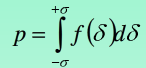 p = ∫_{-σ}^{+σ} f(δ)dδ